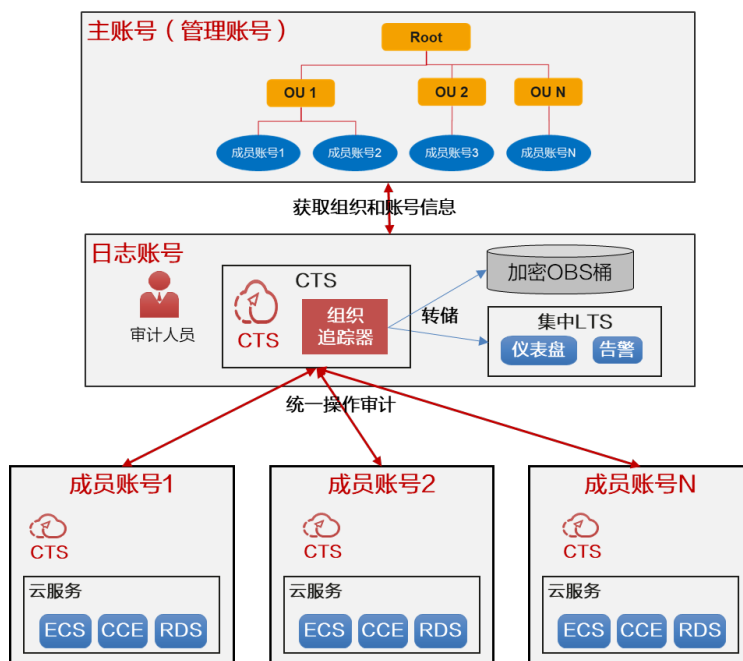 主账号（管理账号）
Root
OU 1
OU 2
OU N
成员账号1
成员账号2
成员账号3
成员账号N
获取组织和账号信息
日志账号
审计人员
CTS
CTS
组织
追踪器
转储
加密OBS桶
集中LTS
仪表盘
告警
统一操作审计
成员账号1
CTS
云服务
ECS
CCE
RDS
成员账号2
CTS
云服务
ECS
CCE
RDS
成员账号N
CTS
云服务
ECS
CCE
RDS